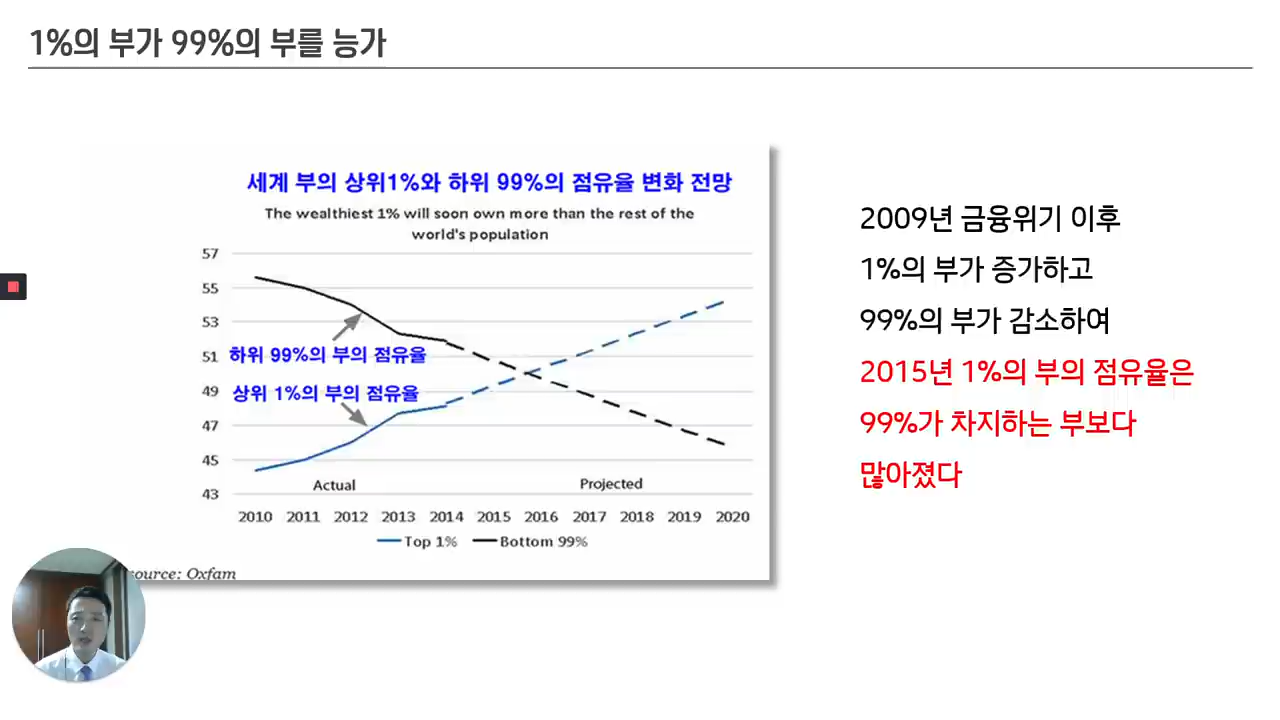 1%의 부가 99%의 부를 능가
세계 부의 상위1%와 하위 99%의 점유율 변화 전망
The wealthiest 1% will soon own more than the rest of the
world's population
57
55
53
51
49
47
45
43
하위 99%의 부의 점유율
상위 1%의 부의 점유율
Actual
Projected
2010 2011 2012 2013 2014 2015 2016 2017 2018 2019 2020
Top 1% Bottom 99%
ource: Oxfam
2009년 금융위기 이후
1%의 부가 증가하고
99%의 부가 감소하여
2015년 1%의 부의 점유율은
99%가 차지하는 부보다
많아졌다